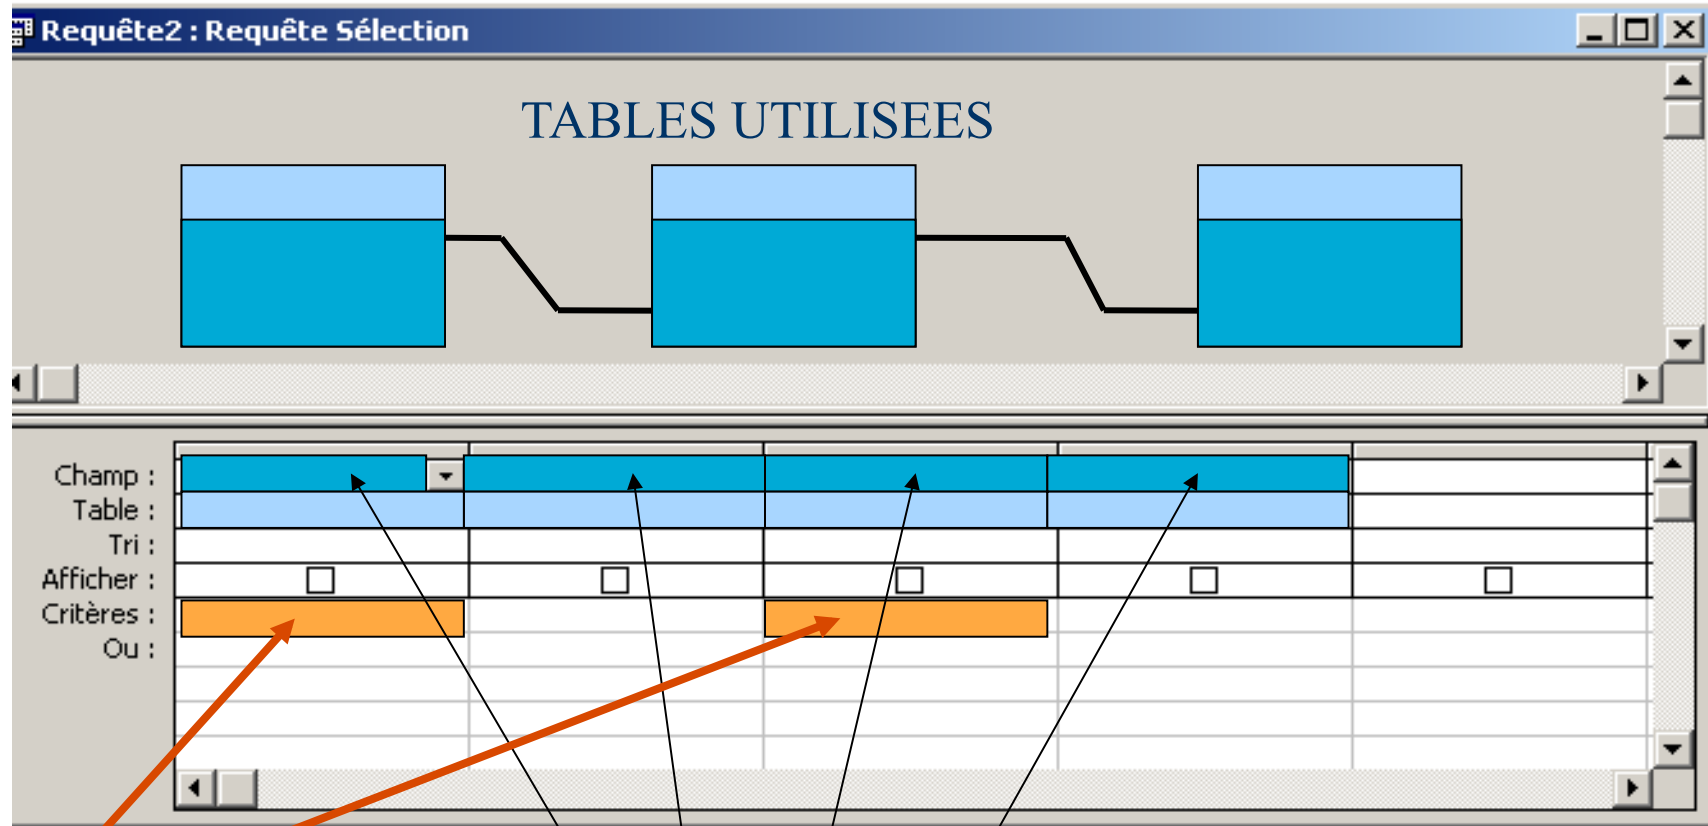 Requête2 : Requête Sélection
TABLES UTILISEES
Champ :
Table :
Tri :
Afficher :
Critères :
Ou :